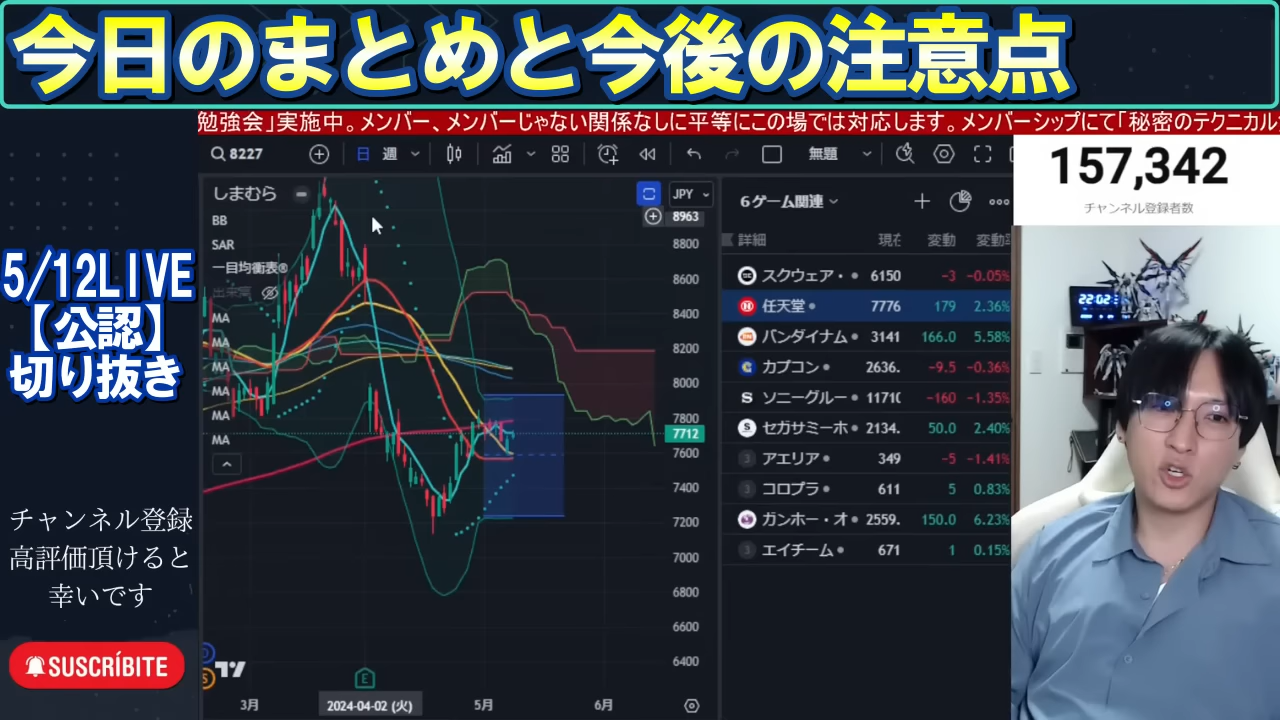 今日のまとめと今後の注意点
勉強会」実施中。メンバー、メンバーじゃない関係なしに平等にこの場では対応します。メンバーシップにて「秘密のテクニカル
8227
日 週
無題
157,342
チャンネル登録者数
しまむら
BB
SAR
一目均衡表
MA
MA
MA
MA
MA
MA
JPY
8963
8800
8600
8400
8200
8000
7800
7712
7600
7400
7200
7000
6800
6600
6400
E
3月
2024-04-02 (火)
5月
6月
6ゲーム関連
詳細 現在 変動 変動率
スクウェア・ 6150 -3 -0.05%
任天堂 7776 179 2.36%
バンダイナム 3141 166.0 5.58%
カプコン 2636. -9.5 -0.36%
ソニーグルー 11710 -160 -1.35%
セガサミーホ 2134. 50.0 2.40%
アエリア 349 -5 -1.41%
コロプラ 611 5 0.83%
ガンホー・オ 2559. 150.0 6.23%
エイチーム 671 1 0.15%
22:02
5/12LIVE
【公認】
切り抜き
チャンネル登録
高評価頂けると
幸いです
SUSCRÍBITE